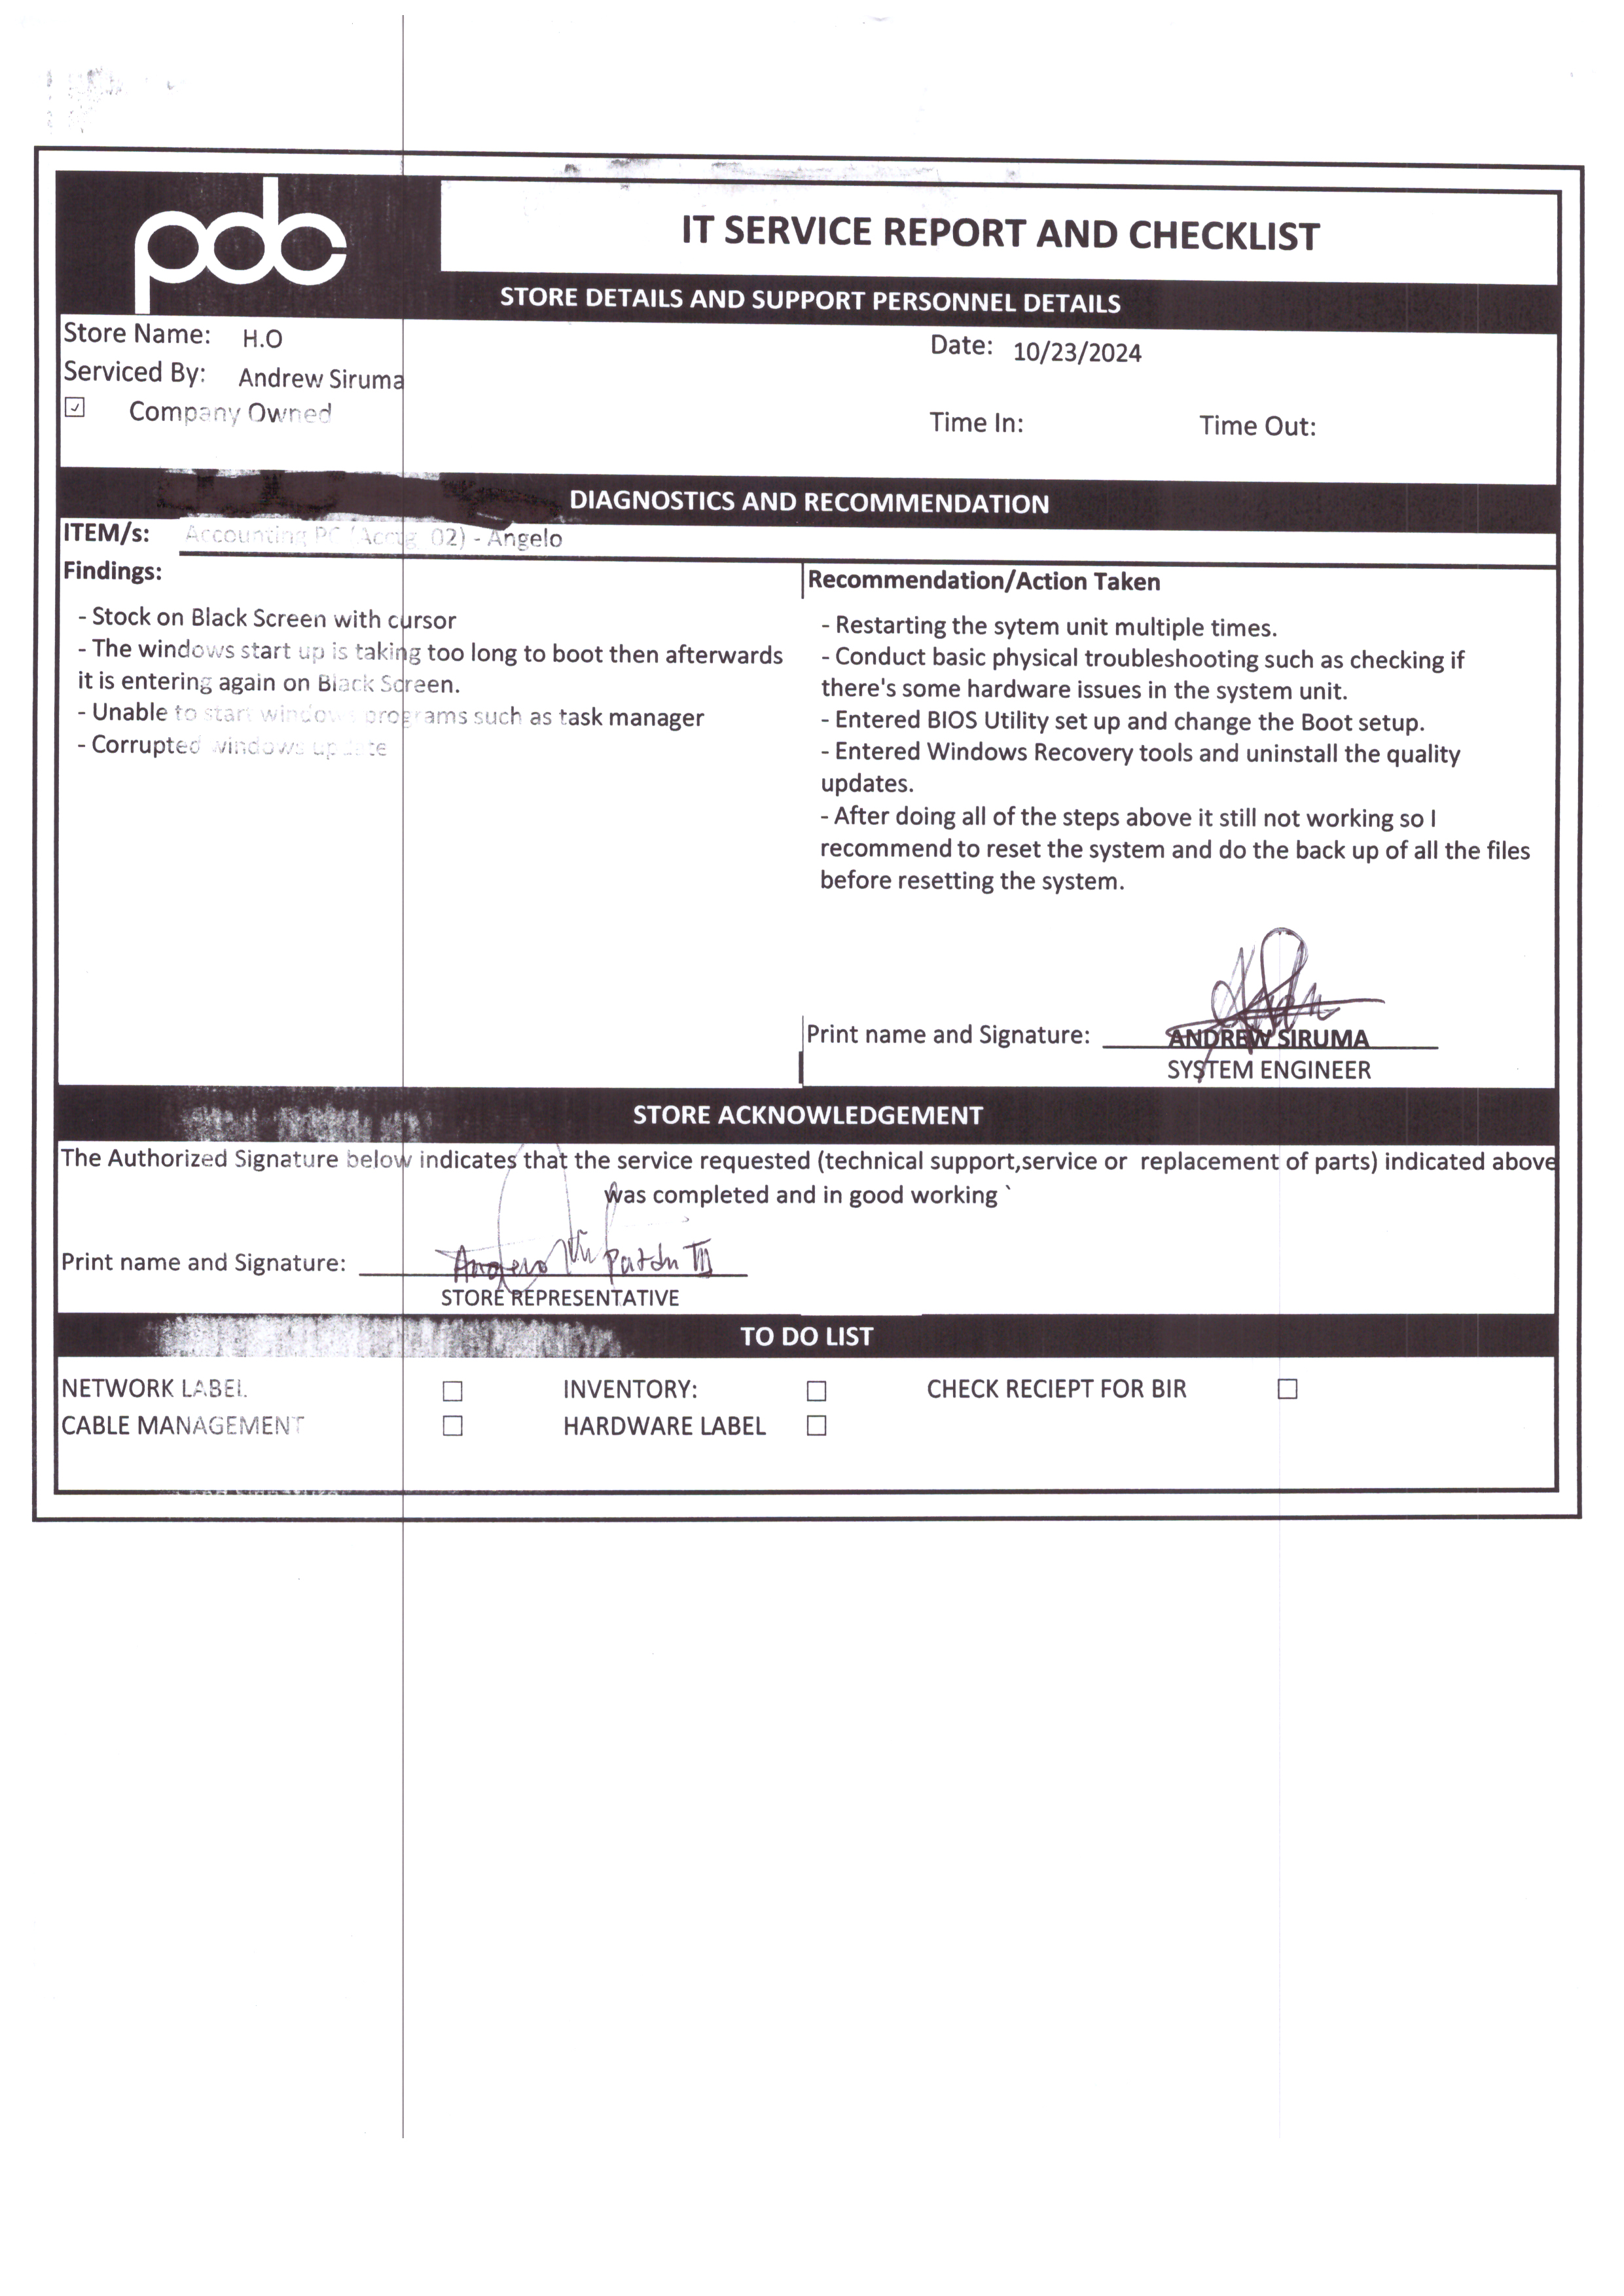 pdc
IT SERVICE REPORT AND CHECKLIST
STORE DETAILS AND SUPPORT PERSONNEL DETAILS
Store Name: H.O
Date: 10/23/2024
Serviced By: Andrew Siruma
☑ Company Owned
Time In: Time Out:
DIAGNOSTICS AND RECOMMENDATION
ITEM/s: Accounting PC (Acctg 02) - Angelo
Findings:
- Stock on Black Screen with cursor
- The windows start up is taking too long to boot then afterwards
it is entering again on Black Screen.
- Unable to start windows programs such as task manager
- Corrupted windows update
Recommendation/Action Taken
- Restarting the sytem unit multiple times.
- Conduct basic physical troubleshooting such as checking if
there's some hardware issues in the system unit.
- Entered BIOS Utility set up and change the Boot setup.
- Entered Windows Recovery tools and uninstall the quality
updates.
- After doing all of the steps above it still not working so I
recommend to reset the system and do the back up of all the files
before resetting the system.
Print name and Signature: ANDREW SIRUMA
SYSTEM ENGINEER
STORE ACKNOWLEDGEMENT
The Authorized Signature below indicates that the service requested (technical support,service or replacement of parts) indicated above
was completed and in good working `
Print name and Signature: Angelo III
STORE REPRESENTATIVE
TO DO LIST
NETWORK LABEL ☐ INVENTORY: ☐ CHECK RECIEPT FOR BIR ☐
CABLE MANAGEMENT ☐ HARDWARE LABEL ☐